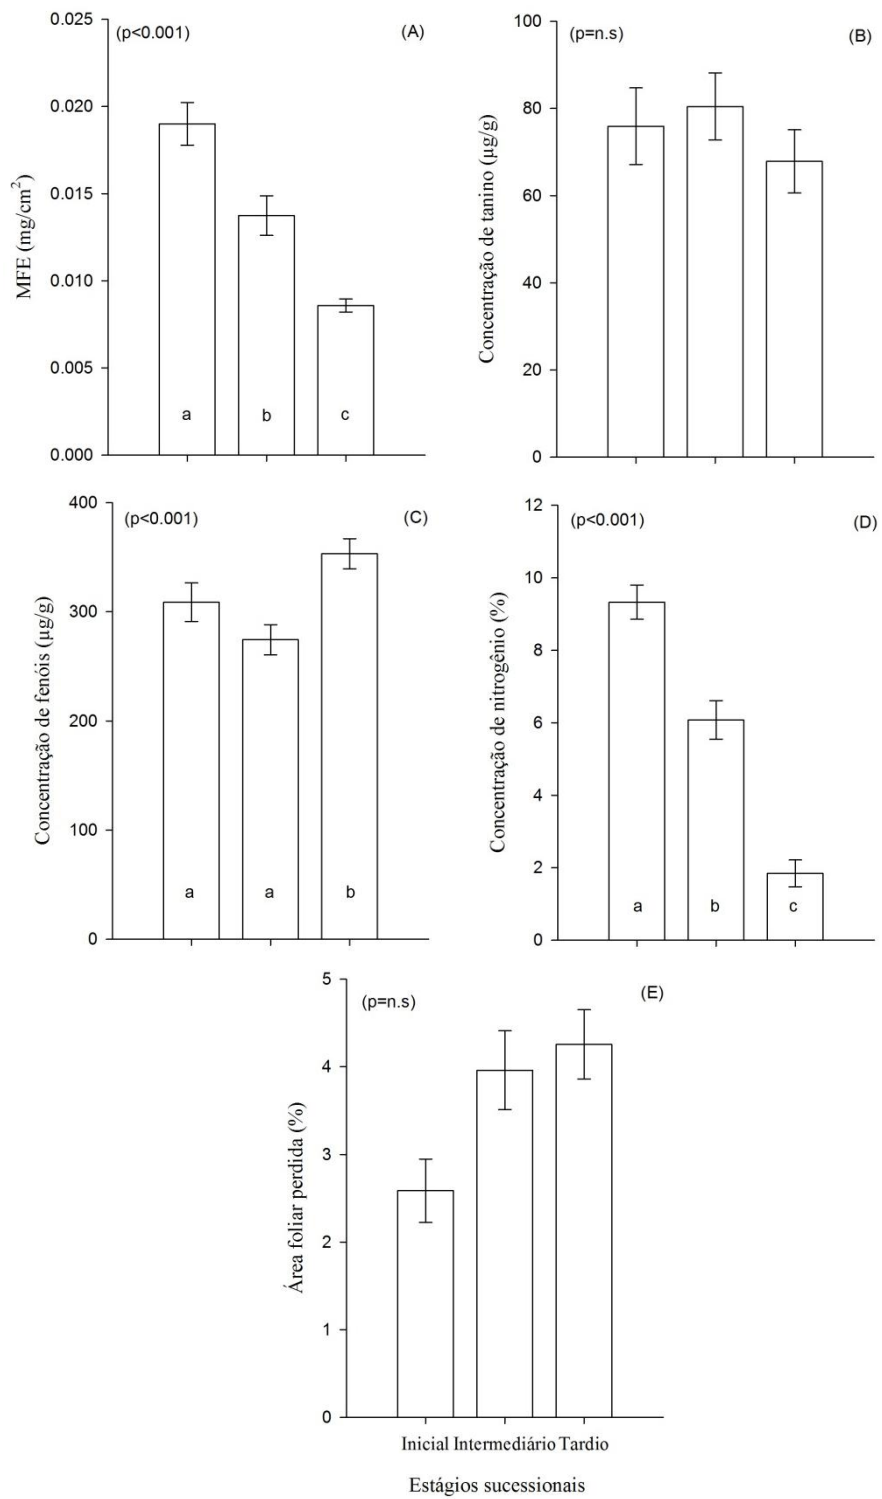 (p<0.001)
(A)
0.025
0.020
0.015
0.010
0.005
0.000
MFE (mg/cm²)
a
b
c
(p=n.s)
(B)
100
80
60
40
20
0
Concentração de tanino (µg/g)
(p<0.001)
(C)
400
300
200
100
0
Concentração de fenóis (µg/g)
a
a
b
(p<0.001)
(D)
12
10
8
6
4
2
0
Concentração de nitrogênio (%)
a
b
c
(p=n.s)
(E)
5
4
3
2
1
0
Área foliar perdida (%)
Inicial Intermediário Tardio
Estágios sucessionais